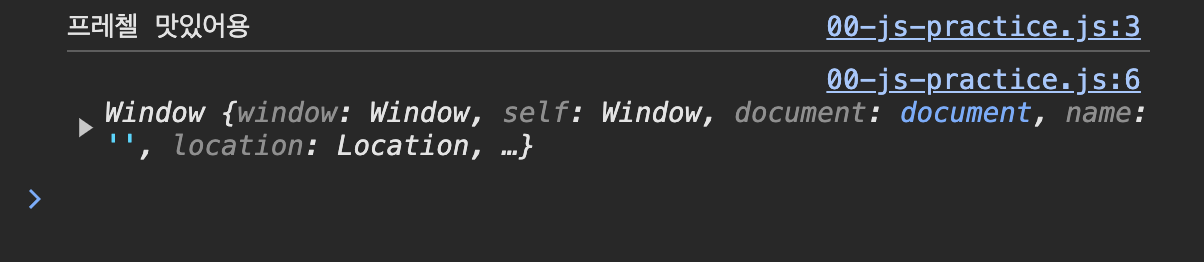 프레첼 맛있어용 00-js-practice.js:3
00-js-practice.js:6
Window {window: Window, self: Window, document: document, name:
'', location: Location, …}